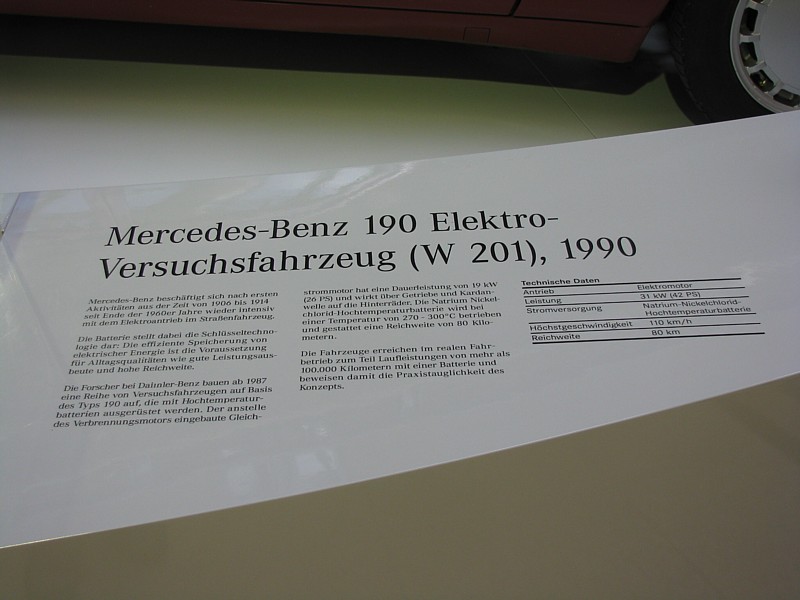 Mercedes-Benz 190 Elektro-
Versuchsfahrzeug (W 201), 1990
Mercedes-Benz beschäftigt sich nach ersten
Aktivitäten aus der Zeit von 1906 bis 1914
seit Ende der 1960er Jahre wieder intensiv
mit dem Elektroantrieb im Straßenfahrzeug.
Die Batterie stellt dabei die Schlüsseltechno-
logie dar: Die effiziente Speicherung von
elektrischer Energie ist die Voraussetzung
für Alltagsqualitäten wie gute Leistungsaus-
beute und hohe Reichweite.
Die Forscher bei Daimler-Benz bauen ab 1987
eine Reihe von Versuchsfahrzeugen auf Basis
des Typs 190 auf, die mit Hochtemperatur-
batterien ausgerüstet werden. Der anstelle
des Verbrennungsmotors eingebaute Gleich-
strommotor hat eine Dauerleistung von 19 kW
(26 PS) und wirkt über Getriebe und Kardan-
welle auf die Hinterräder. Die Natrium Nickel-
chlorid-Hochtemperaturbatterie wird bei
einer Temperatur von 270 - 300°C betrieben
und gestattet eine Reichweite von 80 Kilo-
metern.
Die Fahrzeuge erreichen im realen Fahr-
betrieb zum Teil Laufleistungen von mehr als
100.000 Kilometern mit einer Batterie und
beweisen damit die Praxistauglichkeit des
Konzepts.
Technische Daten
Antrieb Elektromotor
Leistung 31 kW (42 PS)
Stromversorgung Natrium-Nickelchlorid-
Hochtemperaturbatterie
Höchstgeschwindigkeit 110 km/h
Reichweite 80 km